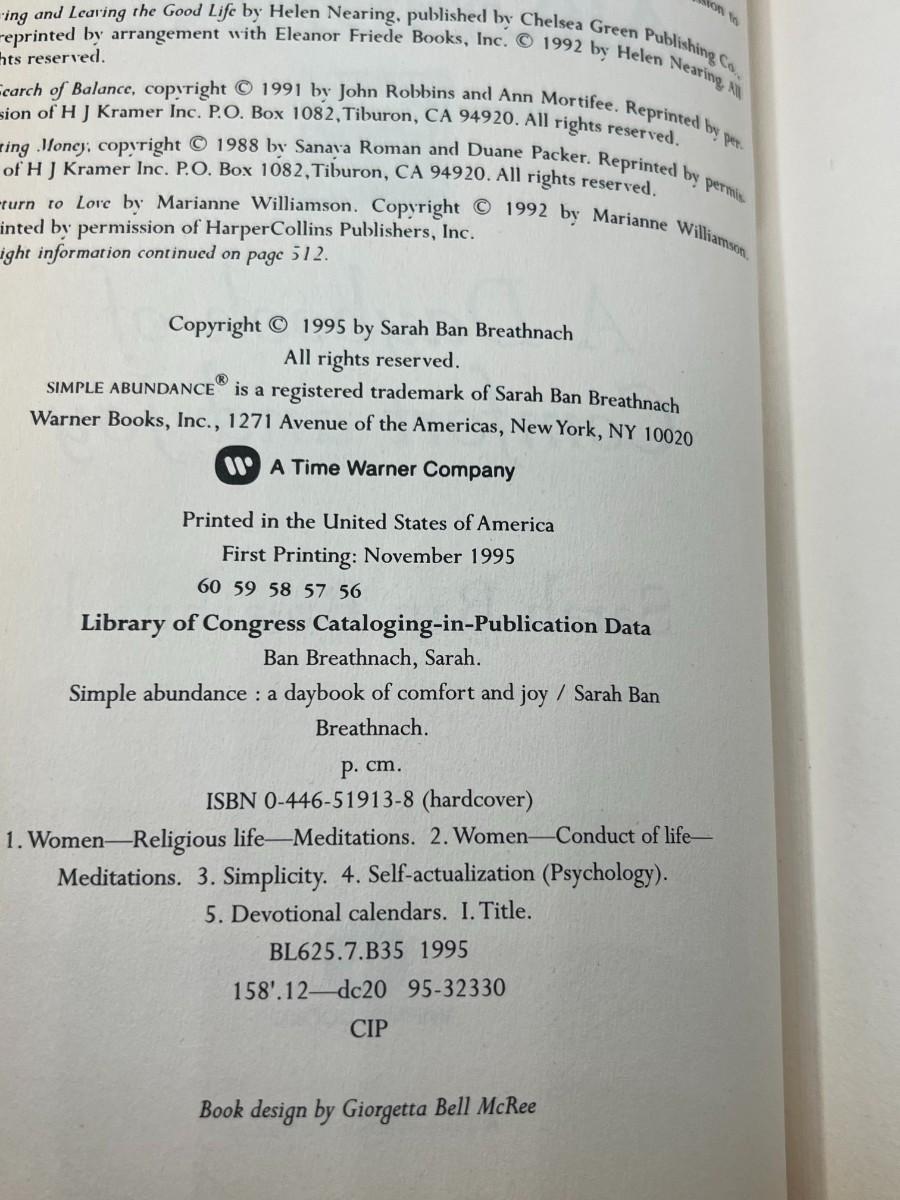 ing and Leaving the Good Life by Helen Nearing, published by Chelsea Green Publishing Co.,
reprinted by arrangement with Eleanor Friede Books, Inc. © 1992 by Helen Nearing. All
hts reserved.
Search of Balance, copyright © 1991 by John Robbins and Ann Mortifee. Reprinted by per-
sion of H J Kramer Inc. P.O. Box 1082, Tiburon, CA 94920. All rights reserved.
ting Money, copyright © 1988 by Sanaya Roman and Duane Packer. Reprinted by permis-
of H J Kramer Inc. P.O. Box 1082, Tiburon, CA 94920. All rights reserved.
turn to Love by Marianne Williamson. Copyright © 1992 by Marianne Williamson.
inted by permission of HarperCollins Publishers, Inc.
ight information continued on page 512.
Copyright © 1995 by Sarah Ban Breathnach
All rights reserved.
SIMPLE ABUNDANCE® is a registered trademark of Sarah Ban Breathnach
Warner Books, Inc., 1271 Avenue of the Americas, New York, NY 10020
W A Time Warner Company
Printed in the United States of America
First Printing: November 1995
60 59 58 57 56
Library of Congress Cataloging-in-Publication Data
Ban Breathnach, Sarah.
Simple abundance : a daybook of comfort and joy / Sarah Ban
Breathnach.
p. cm.
ISBN 0-446-51913-8 (hardcover)
1. Women—Religious life—Meditations. 2. Women—Conduct of life—
Meditations. 3. Simplicity. 4. Self-actualization (Psychology).
5. Devotional calendars. I. Title.
BL625.7.B35 1995
158'.12—dc20 95-32330
CIP
Book design by Giorgetta Bell McRee